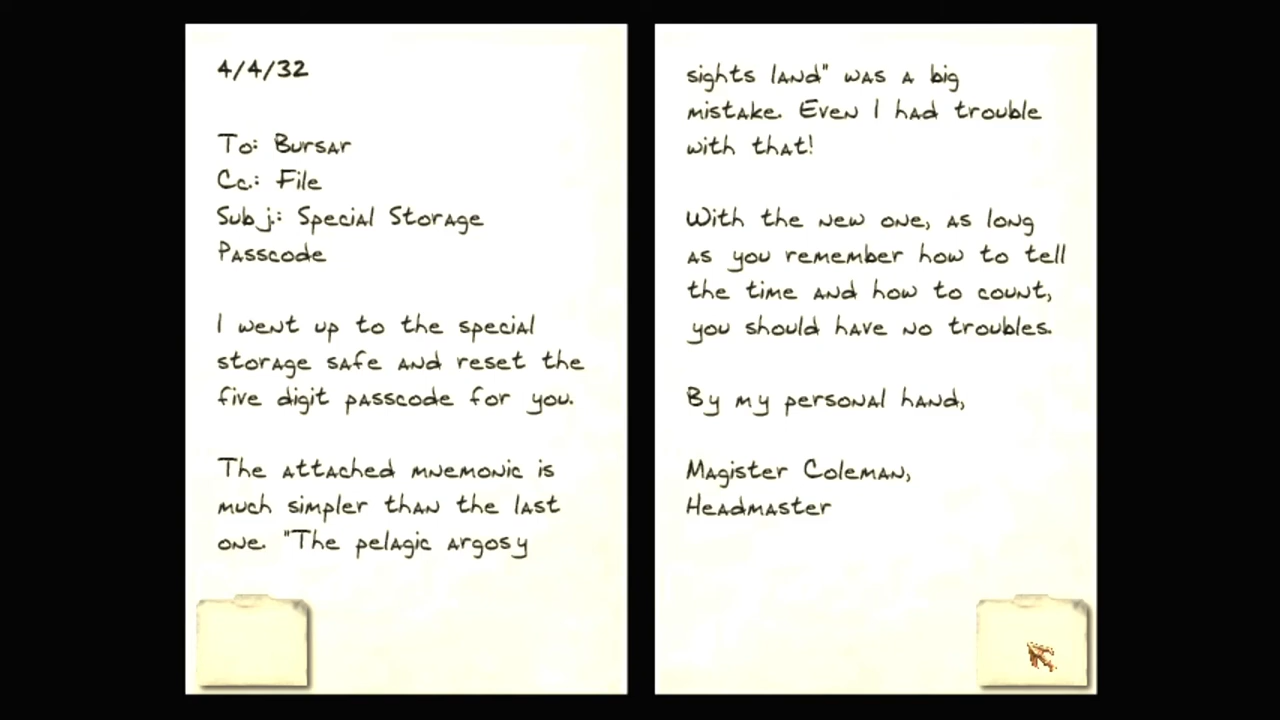 4/4/32
To: Bursar
Cc.: File
Subj.: Special Storage
Passcode
I went up to the special
storage safe and reset the
five digit passcode for you.
The attached mnemonic is
much simpler than the last
one. "The pelagic argosy
sights land" was a big
mistake. Even I had trouble
with that!
With the new one, as long
as you remember how to tell
the time and how to count,
you should have no troubles.
By my personal hand,
Magister Coleman,
Headmaster